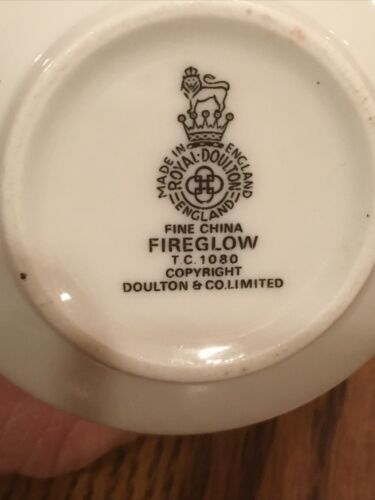 MADE IN ENGLAND
ROYAL·DOULTON
ENGLAND
FINE CHINA
FIREGLOW
T.C.1080
COPYRIGHT
DOULTON & CO.LIMITED